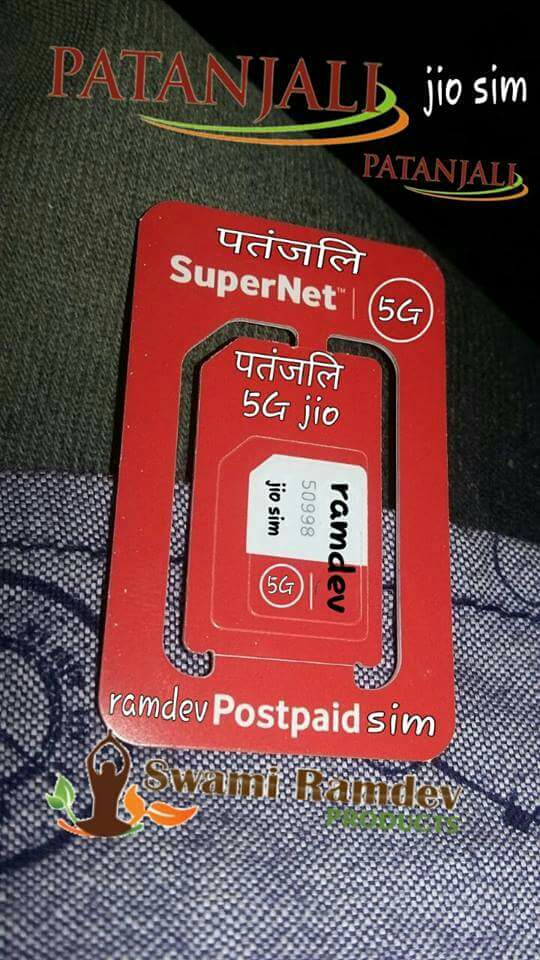 PATANJALI jio sim
PATANJALI
पतंजलि
SuperNet™ 5G
पतंजलि
5G jio
ramdev
50998
jio sim
5G
ramdev Postpaid sim
Swami Ramdev
PRODUCTS